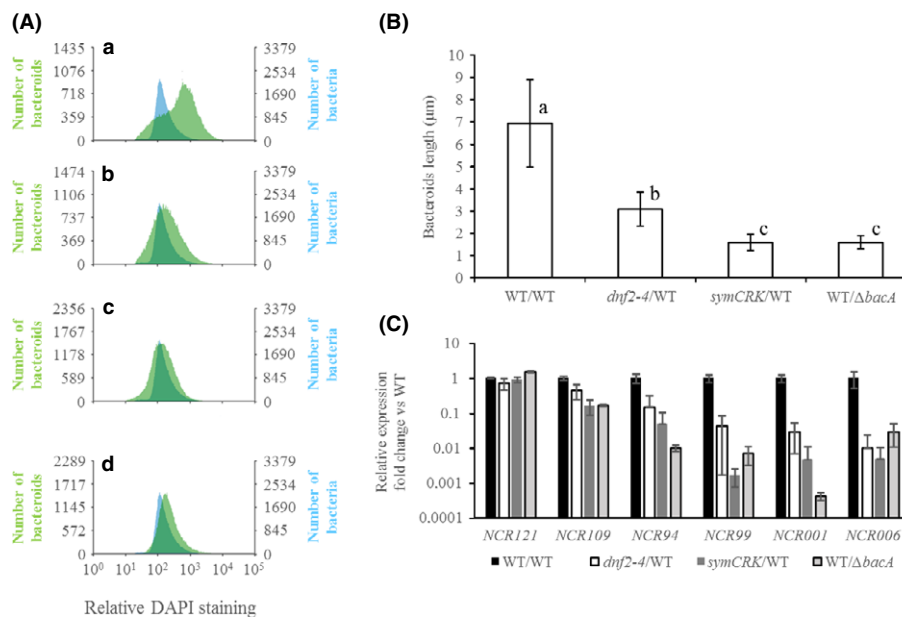 (A)
a
1435
1076
718
359
0
3379
2534
1690
845
0
Number of
bacteroids
Number of
bacteria
b
1474
1106
737
369
0
3379
2534
1690
845
0
Number of
bacteroids
Number of
bacteria
c
2356
1767
1178
589
0
3379
2534
1690
845
0
Number of
bacteroids
Number of
bacteria
d
2289
1717
1145
572
0
3379
2534
1690
845
0
Number of
bacteroids
Number of
bacteria
10⁰ 10¹ 10² 10³ 10⁴ 10⁵
Relative DAPI staining
(B)
Bacteroids length (µm)
10
9
8
7
6
5
4
3
2
1
0
a
b
c
c
WT/WT dnf2-4/WT symCRK/WT WT/ΔbacA
(C)
Relative expression
fold change vs WT
10
1
0.1
0.01
0.001
0.0001
NCR121 NCR109 NCR94 NCR99 NCR001 NCR006
WT/WT dnf2-4/WT symCRK/WT WT/ΔbacA